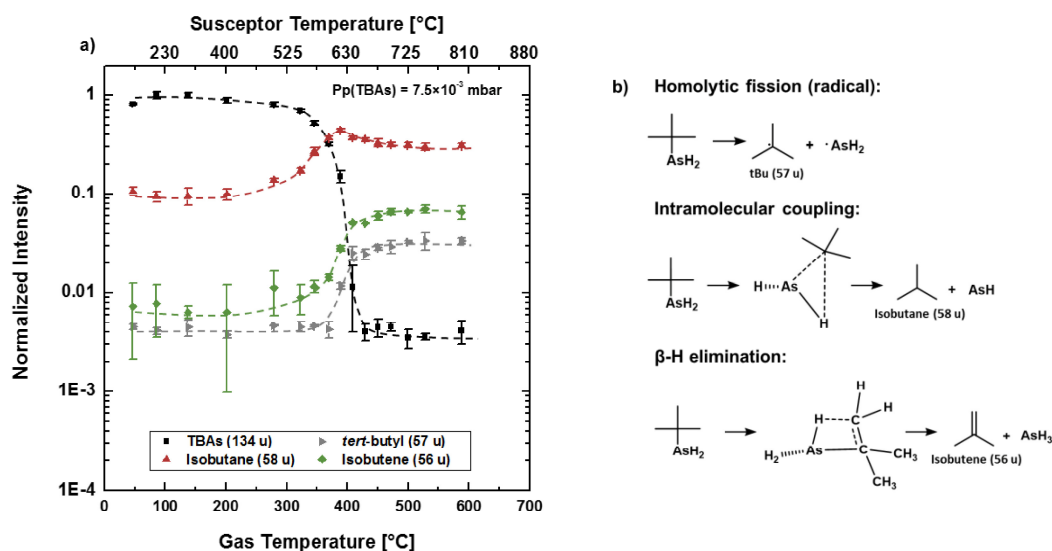 Susceptor Temperature [°C]
a)
230 400 525 630 725 810 880
Pp(TBAs) = 7.5×10⁻³ mbar
1
0.1
0.01
1E-3
1E-4
Normalized Intensity
TBAs (134 u)
tert-butyl (57 u)
Isobutane (58 u)
Isobutene (56 u)
0 100 200 300 400 500 600 700
Gas Temperature [°C]
b) Homolytic fission (radical):
AsH₂
tBu (57 u)
+ ·AsH₂
Intramolecular coupling:
AsH₂
H
As
H
Isobutane (58 u)
+ AsH
β-H elimination:
AsH₂
H
H
H
C
H₂
As
C
CH₃
CH₃
Isobutene (56 u)
+ AsH₃